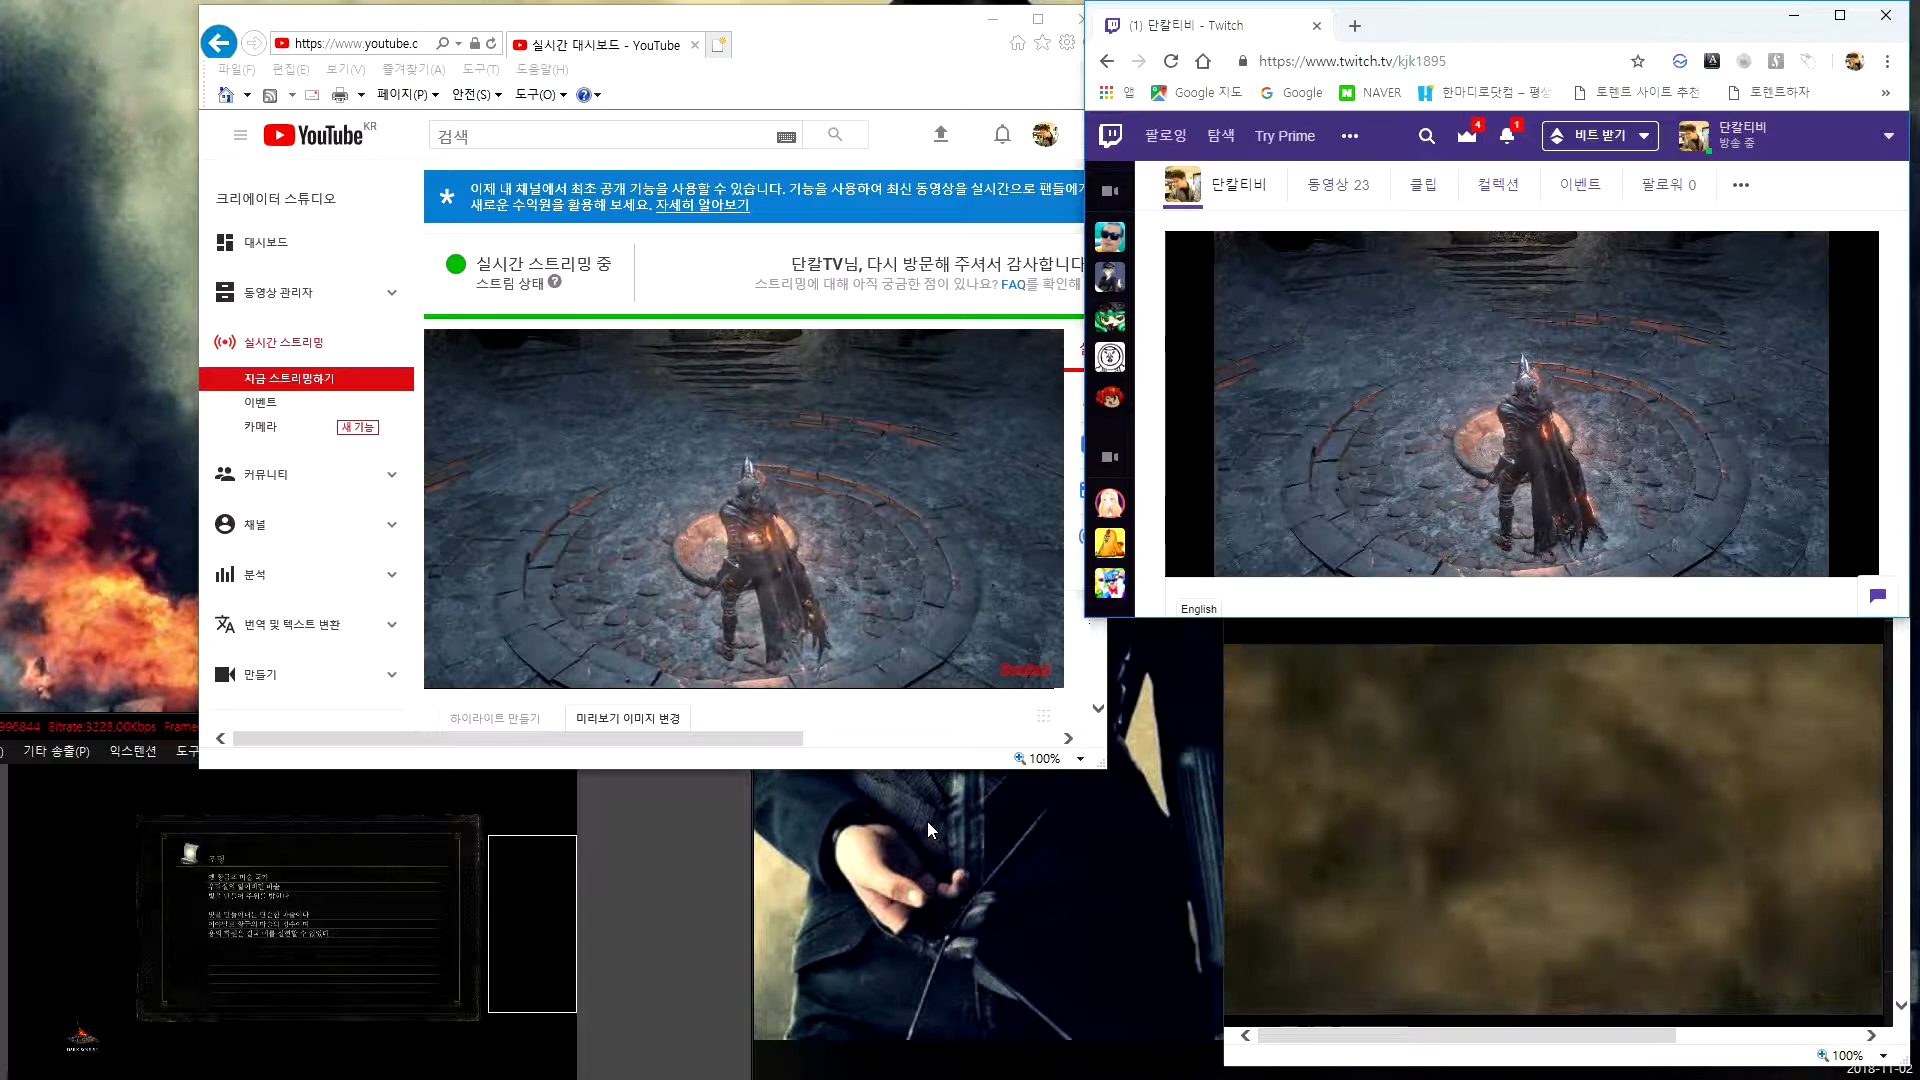 https://www.youtube.c
실시간 대시보드 - YouTube
파일(F) 편집(E) 보기(V) 즐겨찾기(A) 도구(T) 도움말(H)
페이지(P) 안전(S) 도구(O)
YouTube KR
검색
크리에이터 스튜디오
대시보드
동영상 관리자
실시간 스트리밍
지금 스트리밍하기
이벤트
카메라 새 기능
커뮤니티
채널
분석
번역 및 텍스트 변환
만들기
이제 내 채널에서 최초 공개 기능을 사용할 수 있습니다. 기능을 사용하여 최신 동영상을 실시간으로 팬들에게
새로운 수익원을 활용해 보세요. 자세히 알아보기
실시간 스트리밍 중
스트림 상태
단칼TV님, 다시 방문해 주셔서 감사합니다
스트리밍에 대해 아직 궁금한 점이 있나요? FAQ를 확인해
하이라이트 만들기 미리보기 이미지 변경
100%
(1) 단칼티비 - Twitch
https://www.twitch.tv/kjk1895
앱 Google 지도 Google NAVER 한마디로닷컴 – 평생 토렌트 사이트 추천 토렌트하자 »
팔로잉 탐색 Try Prime 4 1 비트 받기 단칼티비
방송 중
단칼티비 동영상 23 클립 컬렉션 이벤트 팔로워 0
English
996844 Bitrate:3228.00Kbps Frame
기타 송출(P) 익스텐션 도구
100%
2018-11-02